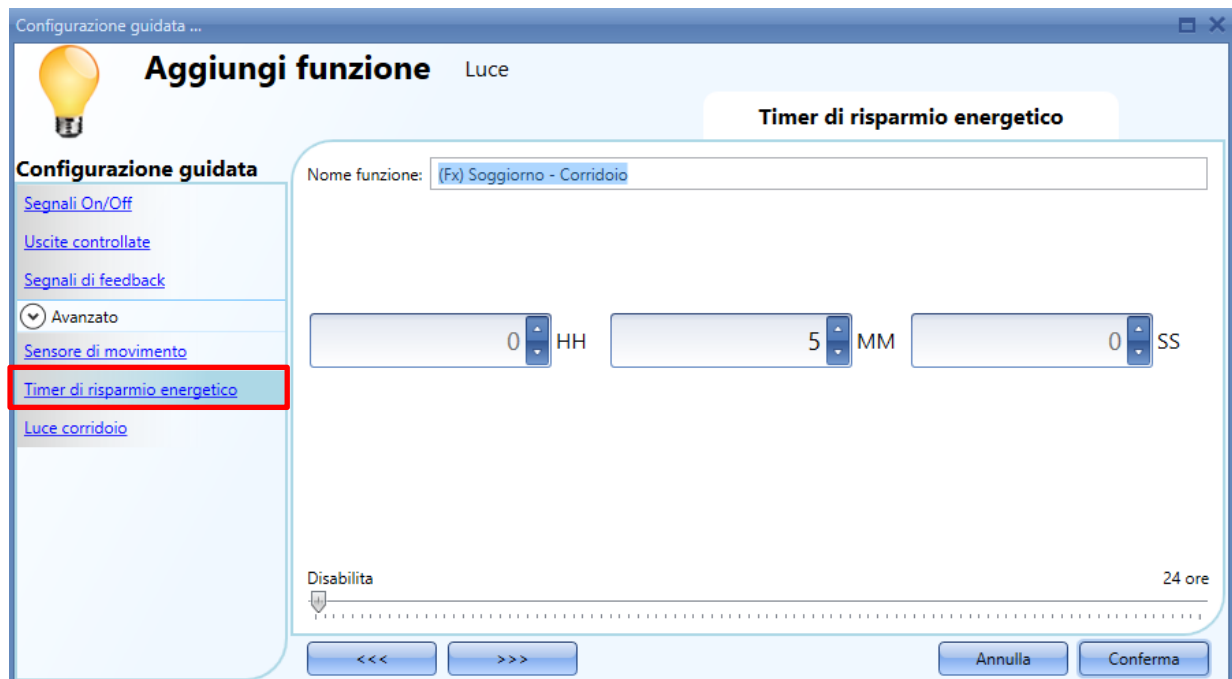 Configurazione guidata ...
Aggiungi funzione Luce
Timer di risparmio energetico
Configurazione guidata
Segnali On/Off
Uscite controllate
Segnali di feedback
Avanzato
Sensore di movimento
Timer di risparmio energetico
Luce corridoio
Nome funzione: (Fx) Soggiorno - Corridoio
0 HH 5 MM 0 SS
Disabilita 24 ore
<<< >>> Annulla Conferma